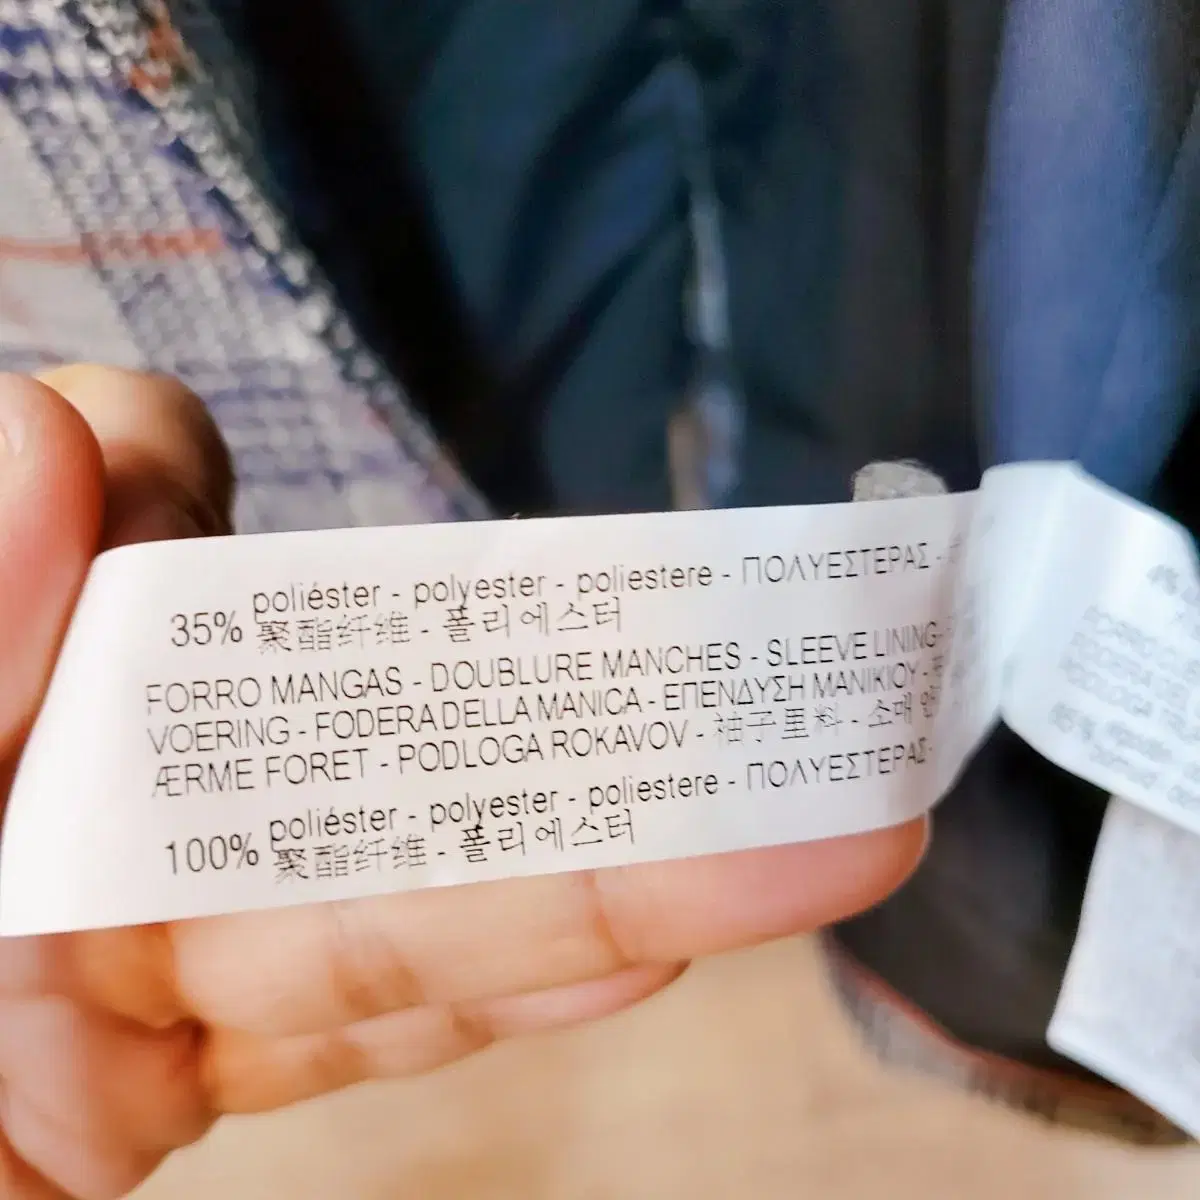 35% poliéster - polyester - poliestere - ΠΟΛΥΕΣΤΕΡΑΣ -
聚酯纤维 - 폴리에스터
FORRO MANGAS - DOUBLURE MANCHES - SLEEVE LINING-
VOERING - FODERA DELLA MANICA - ΕΠΕΝΔΥΣΗ ΜΑΝΙΚΙΟΥ -
ÆRME FORET - PODLOGA ROKAVOV - 袖子里料 - 소매
100% poliéster - polyester - poliestere - ΠΟΛΥΕΣΤΕΡΑΣ-
聚酯纤维 - 폴리에스터